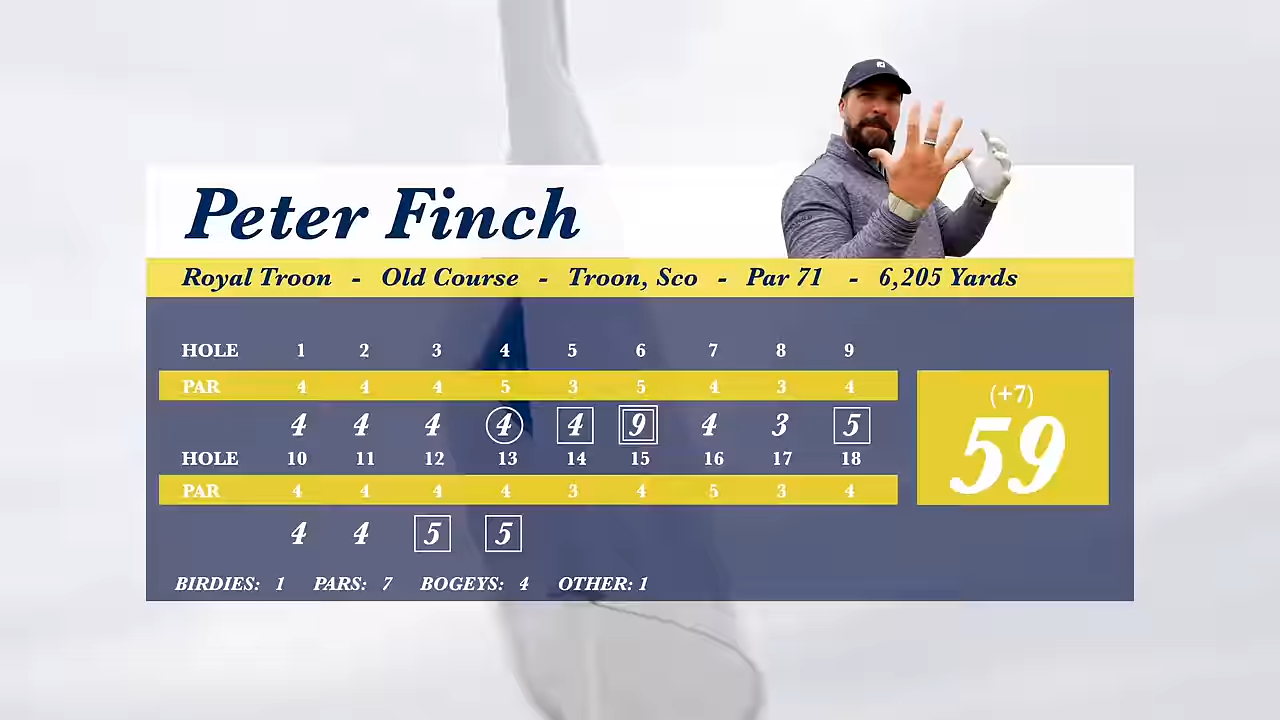 Peter Finch
Royal Troon - Old Course - Troon, Sco - Par 71 - 6,205 Yards
HOLE 1 2 3 4 5 6 7 8 9
PAR 4 4 4 5 3 5 4 3 4
4 4 4 4 4 9 4 3 5
HOLE 10 11 12 13 14 15 16 17 18
PAR 4 4 4 4 3 4 5 3 4
4 4 5 5
(+7)
59
BIRDIES: 1 PARS: 7 BOGEYS: 4 OTHER: 1